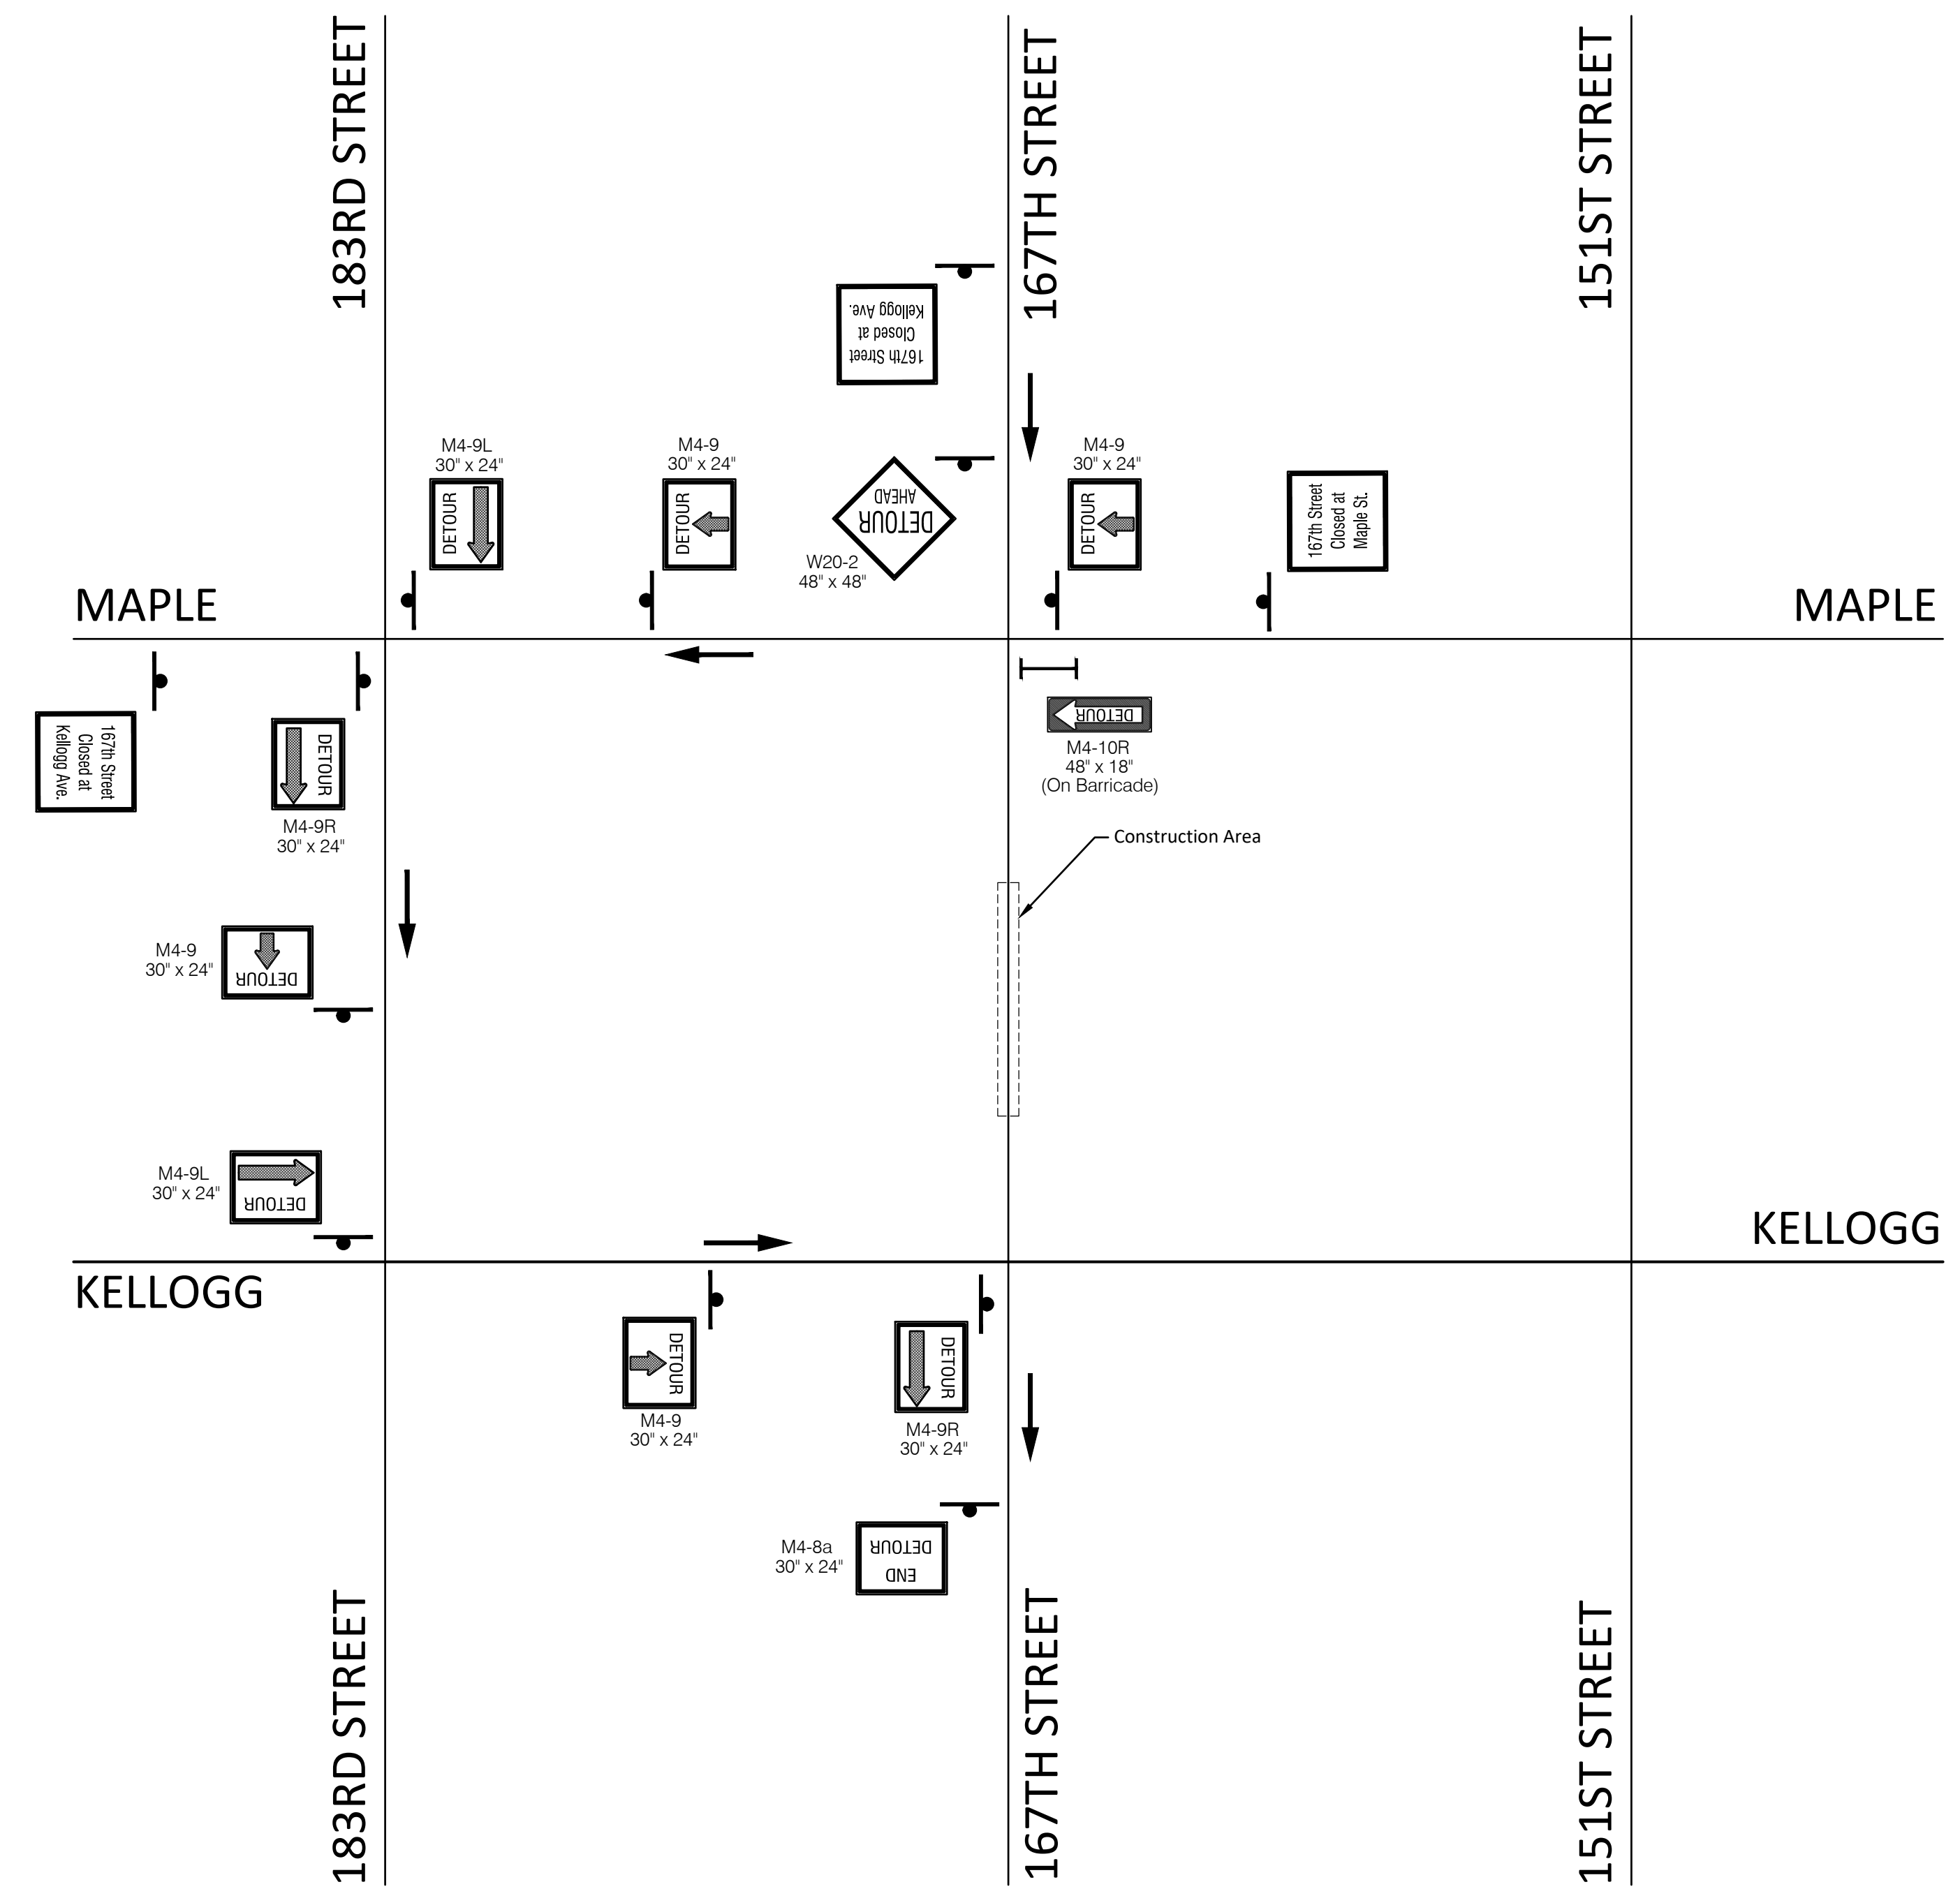 183RD STREET
167TH STREET
151ST STREET
167th Street
Closed at
Kellogg Ave.
M4-9L
30" x 24"
DETOUR
M4-9
30" x 24"
DETOUR
DETOUR
AHEAD
W20-2
48" x 48"
M4-9
30" x 24"
DETOUR
167th Street
Closed at
Maple St.
MAPLE
MAPLE
167th Street
Closed at
Kellogg Ave.
DETOUR
M4-9R
30" x 24"
DETOUR
M4-10R
48" x 18"
(On Barricade)
Construction Area
M4-9
30" x 24"
DETOUR
M4-9L
30" x 24"
DETOUR
KELLOGG
KELLOGG
DETOUR
M4-9
30" x 24"
DETOUR
M4-9R
30" x 24"
M4-8a
30" x 24"
END
DETOUR
183RD STREET
167TH STREET
151ST STREET